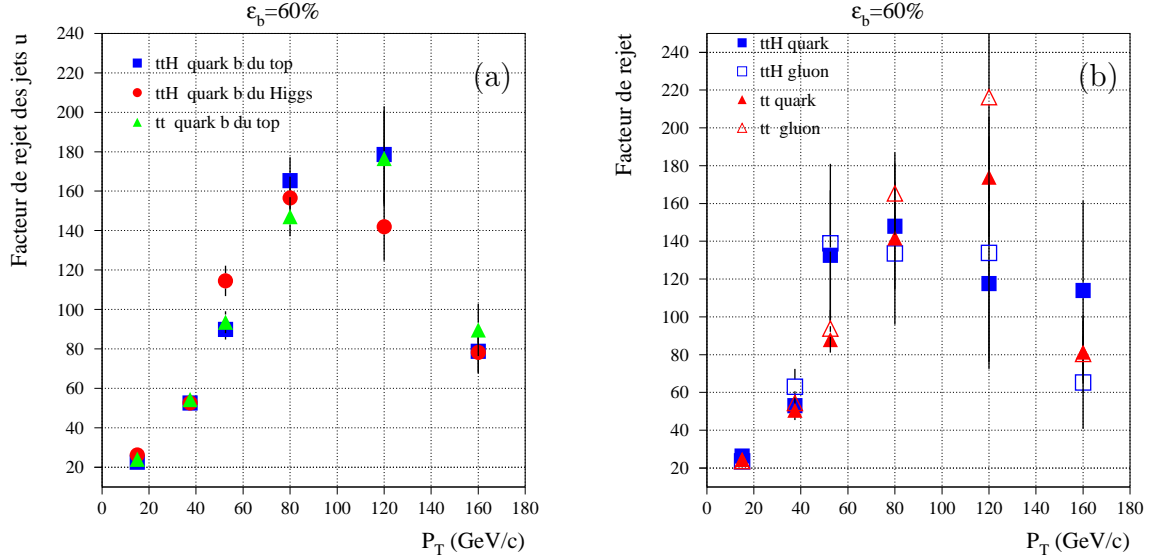 ε_b=60%
Facteur de rejet des jets u
240
220
200
180
160
140
120
100
80
60
40
20
ttH quark b du top
ttH quark b du Higgs
tt quark b du top
(a)
0 20 40 60 80 100 120 140 160 180
P_T (GeV/c)
ε_b=60%
Facteur de rejet
240
220
200
180
160
140
120
100
80
60
40
20
ttH quark
ttH gluon
tt quark
tt gluon
(b)
0 20 40 60 80 100 120 140 160 180
P_T (GeV/c)